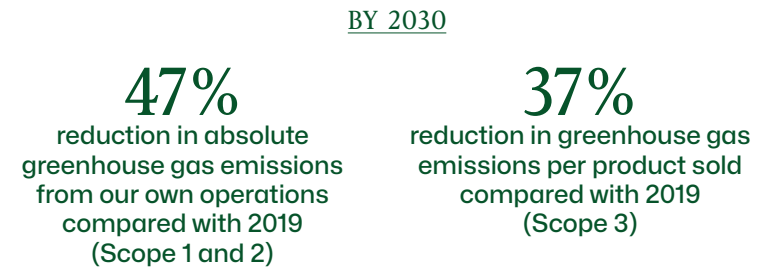 BY 2030
47%
reduction in absolute
greenhouse gas emissions
from our own operations
compared with 2019
(Scope 1 and 2)
37%
reduction in greenhouse gas
emissions per product sold
compared with 2019
(Scope 3)